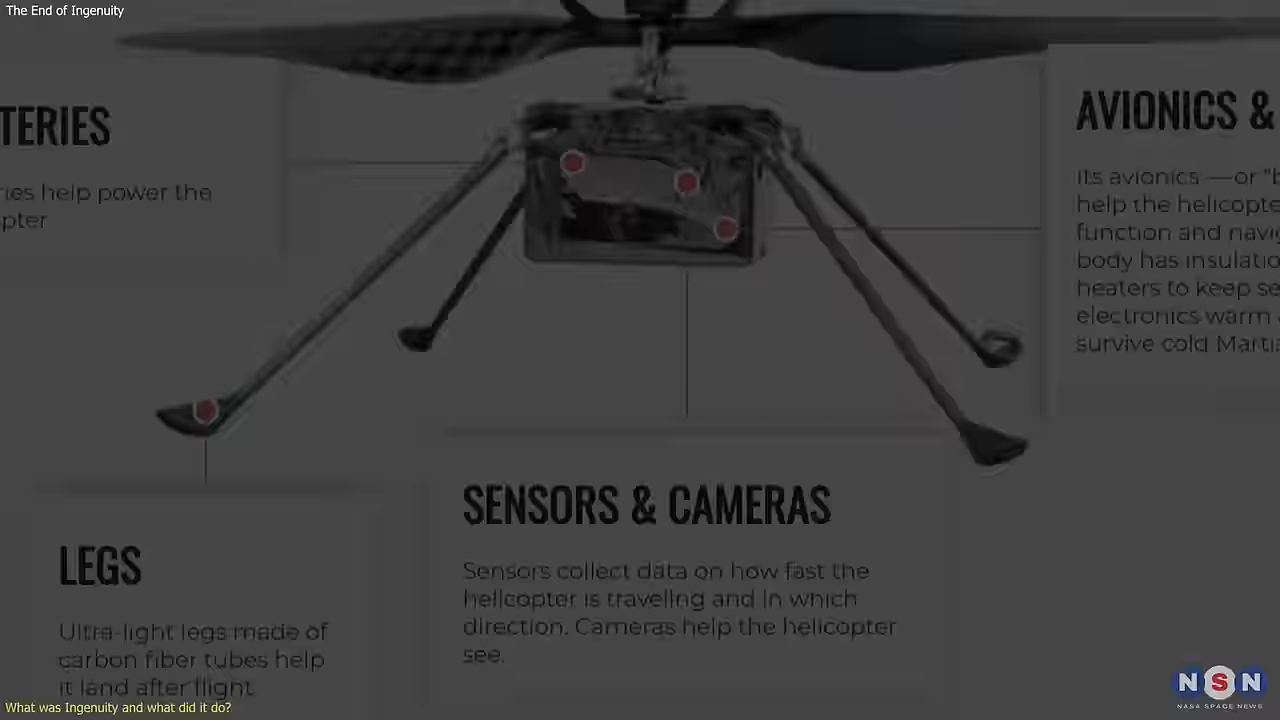 The End of Ingenuity
TERIES
ries help power the
pter
AVIONICS &
Its avionics —or "b
help the helicopte
function and navig
body has insulatio
heaters to keep se
electronics warm
survive cold Martia
SENSORS & CAMERAS
Sensors collect data on how fast the
helicopter is traveling and in which
direction. Cameras help the helicopter
see.
LEGS
Ultra-light legs made of
carbon fiber tubes help
it land after flight
What was Ingenuity and what did it do?
NSN
NASA SPACE NEWS